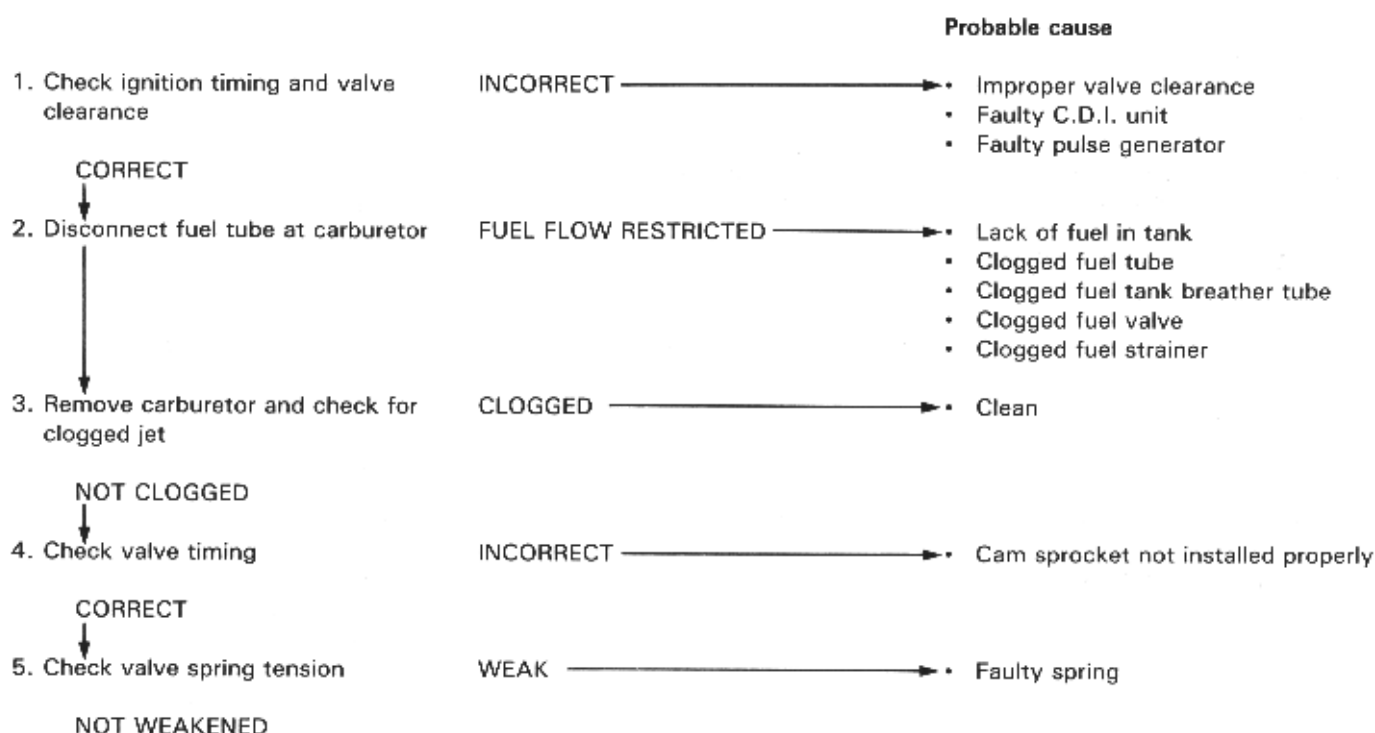 Probable cause
1. Check ignition timing and valve clearance
INCORRECT
• Improper valve clearance
• Faulty C.D.I. unit
• Faulty pulse generator
CORRECT
2. Disconnect fuel tube at carburetor
FUEL FLOW RESTRICTED
• Lack of fuel in tank
• Clogged fuel tube
• Clogged fuel tank breather tube
• Clogged fuel valve
• Clogged fuel strainer
3. Remove carburetor and check for clogged jet
CLOGGED
• Clean
NOT CLOGGED
4. Check valve timing
INCORRECT
• Cam sprocket not installed properly
CORRECT
5. Check valve spring tension
WEAK
• Faulty spring
NOT WEAKENED